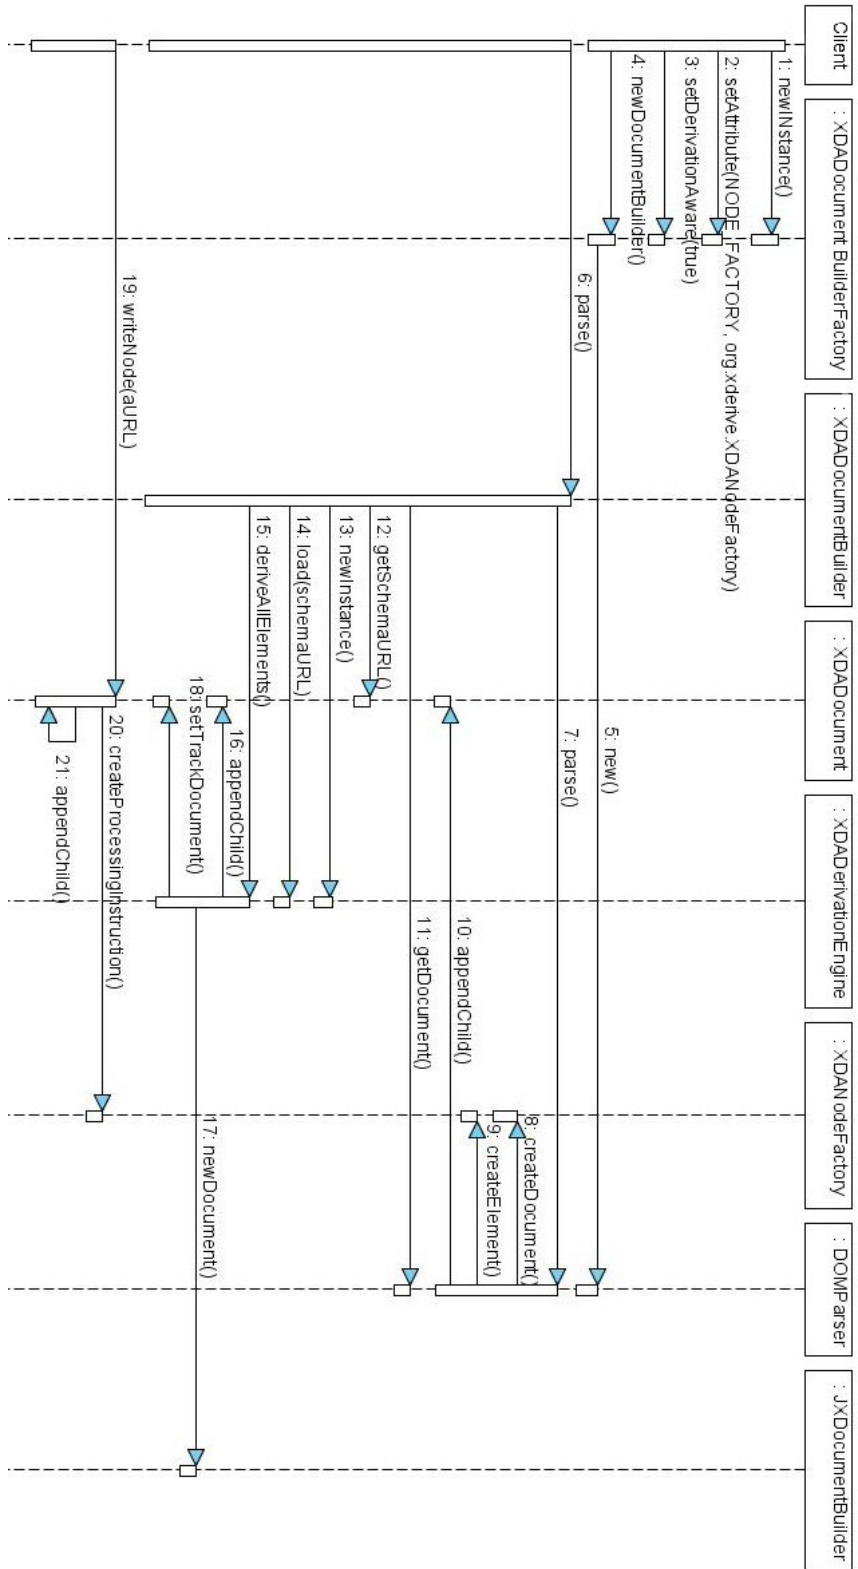 Client
: XDADocument BuilderFactory
: XDADocumentBuilder
: XDADocument
: XDADerivationEngine
: XDANodeFactory
: DOMParser
: JXDocumentBuilder
1: newINstance()
2: setAttribute(NODE_FACTORY, org.xderive.XDANodeFactory)
3: setDerivationAware(true)
4: newDocumentBuilder()
5: new()
6: parse()
7: parse()
8: createDocument()
9: createElement()
10: appendChild()
11: getDocument()
12: getSchemaURL()
13: newInstance()
14: load(schemaURL)
15: deriveAllElements()
16: appendChild()
17: newDocument()
18: setTrackDocument()
19: writeNode(aURL)
20: createProcessingInstruction()
21: appendChild()